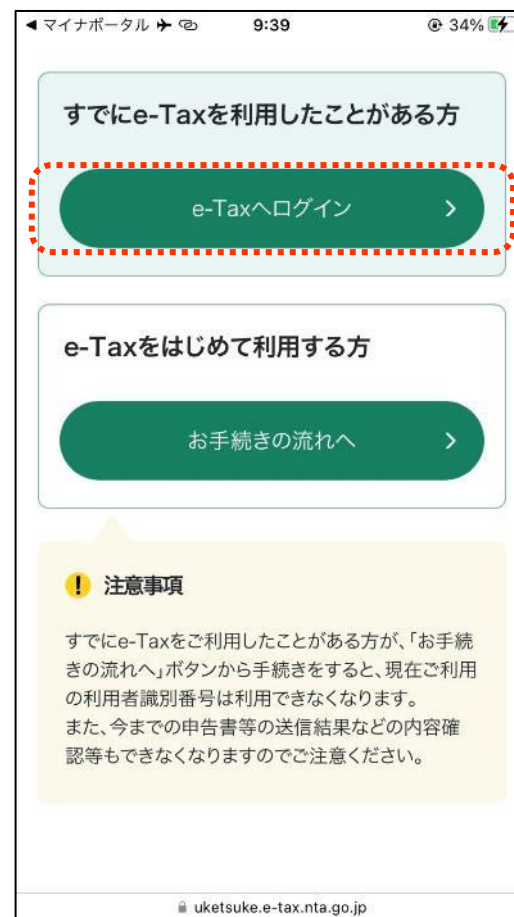 ◀ マイナポータル
9:39
34%
すでにe-Taxを利用したことがある方
e-Taxへログイン
e-Taxをはじめて利用する方
お手続きの流れへ
注意事項
すでにe-Taxをご利用したことがある方が、「お手続
きの流れへ」ボタンから手続きをすると、現在ご利用
の利用者識別番号は利用できなくなります。
また、今までの申告書等の送信結果などの内容確
認等もできなくなりますのでご注意ください。
uketsuke.e-tax.nta.go.jp